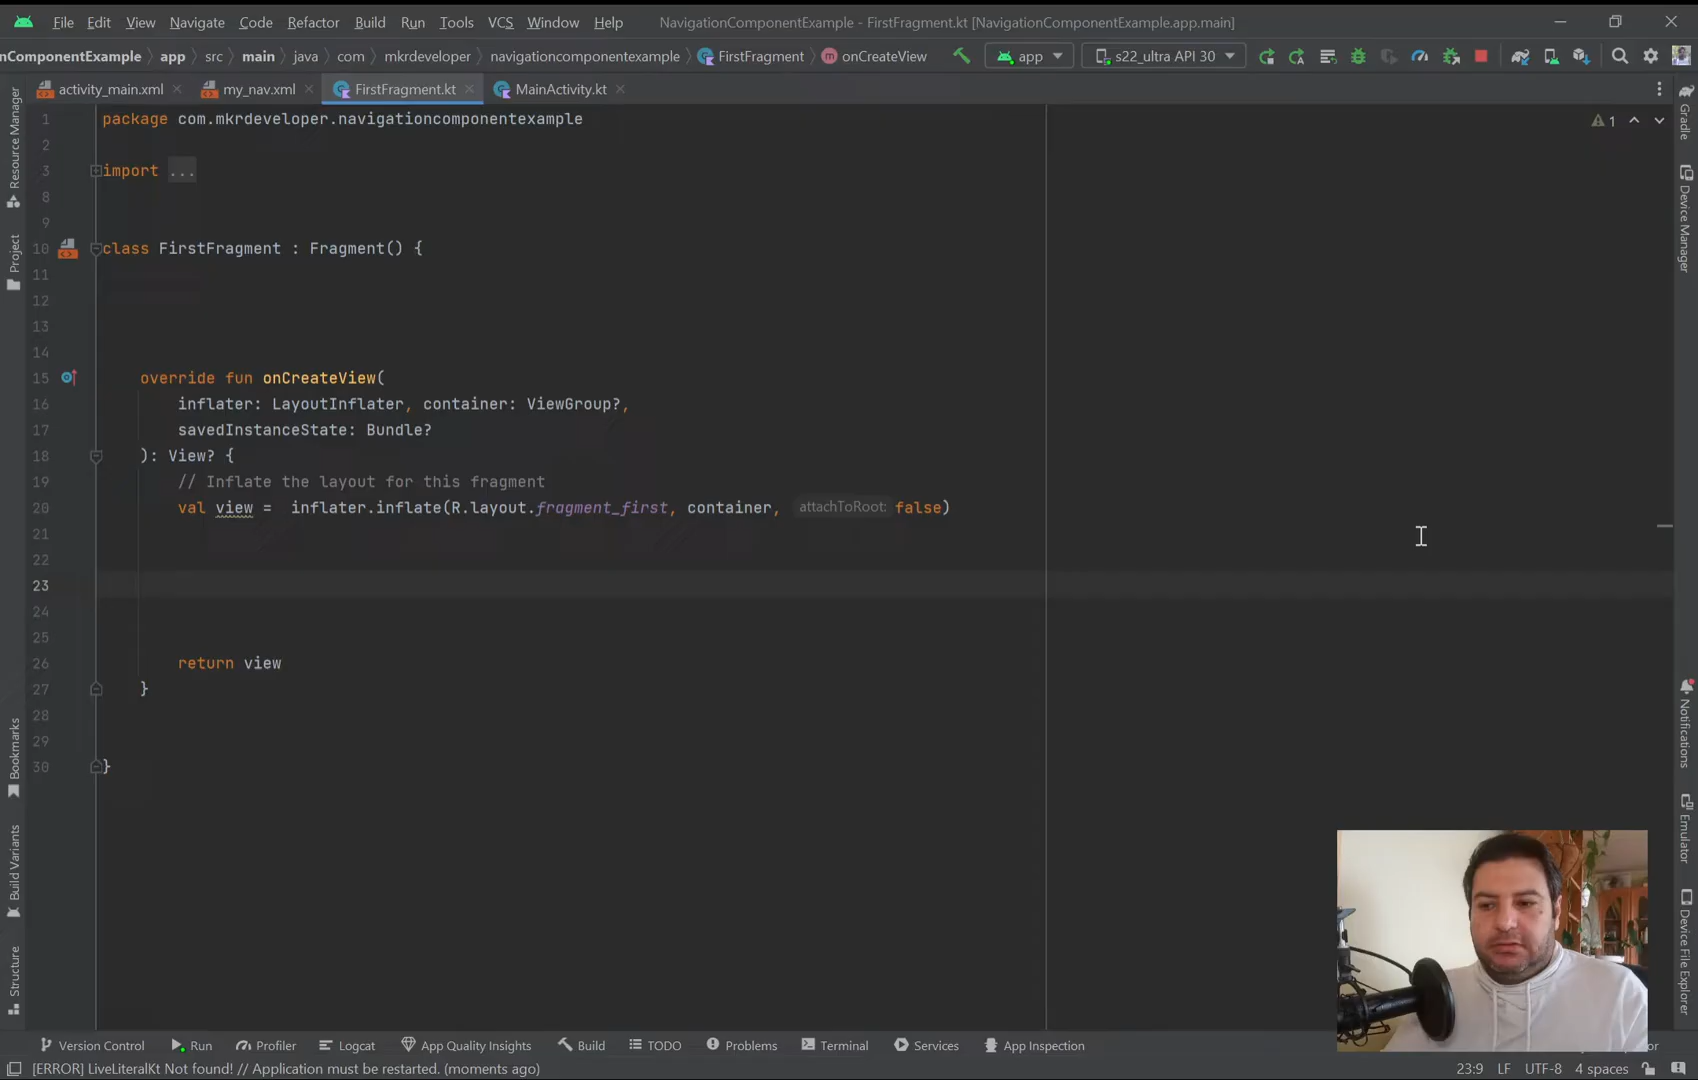 File Edit View Navigate Code Refactor Build Run Tools VCS Window Help NavigationComponentExample - FirstFragment.kt [NavigationComponentExample.app.main]
nComponentExample app src main java com mkrdeveloper navigationcomponentexample FirstFragment onCreateView app s22_ultra API 30
activity_main.xml my_nav.xml FirstFragment.kt MainActivity.kt
1 package com.mkrdeveloper.navigationcomponentexample
1
2
3 import ...
8
9
10 class FirstFragment : Fragment() {
11
12
13
14
15 override fun onCreateView(
16 inflater: LayoutInflater, container: ViewGroup?,
17 savedInstanceState: Bundle?
18 ): View? {
19 // Inflate the layout for this fragment
20 val view = inflater.inflate(R.layout.fragment_first, container, attachToRoot: false)
21
22
23
24
25
26 return view
27 }
28
29
30 }
Resource Manager
Project
Bookmarks
Build Variants
Structure
Gradle
Device Manager
Notifications
Emulator
Device File Explorer
Version Control Run Profiler Logcat App Quality Insights Build TODO Problems Terminal Services App Inspection
[ERROR] LiveLiteralKt Not found! // Application must be restarted. (moments ago) 23:9 LF UTF-8 4 spaces